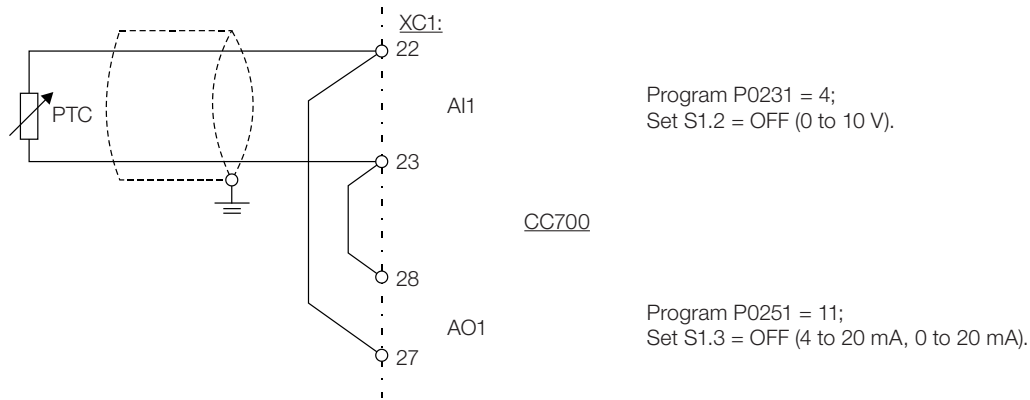 XC1:
22
PTC
AI1
Program P0231 = 4;
Set S1.2 = OFF (0 to 10 V).
23
CC700
28
AO1
Program P0251 = 11;
Set S1.3 = OFF (4 to 20 mA, 0 to 20 mA).
27